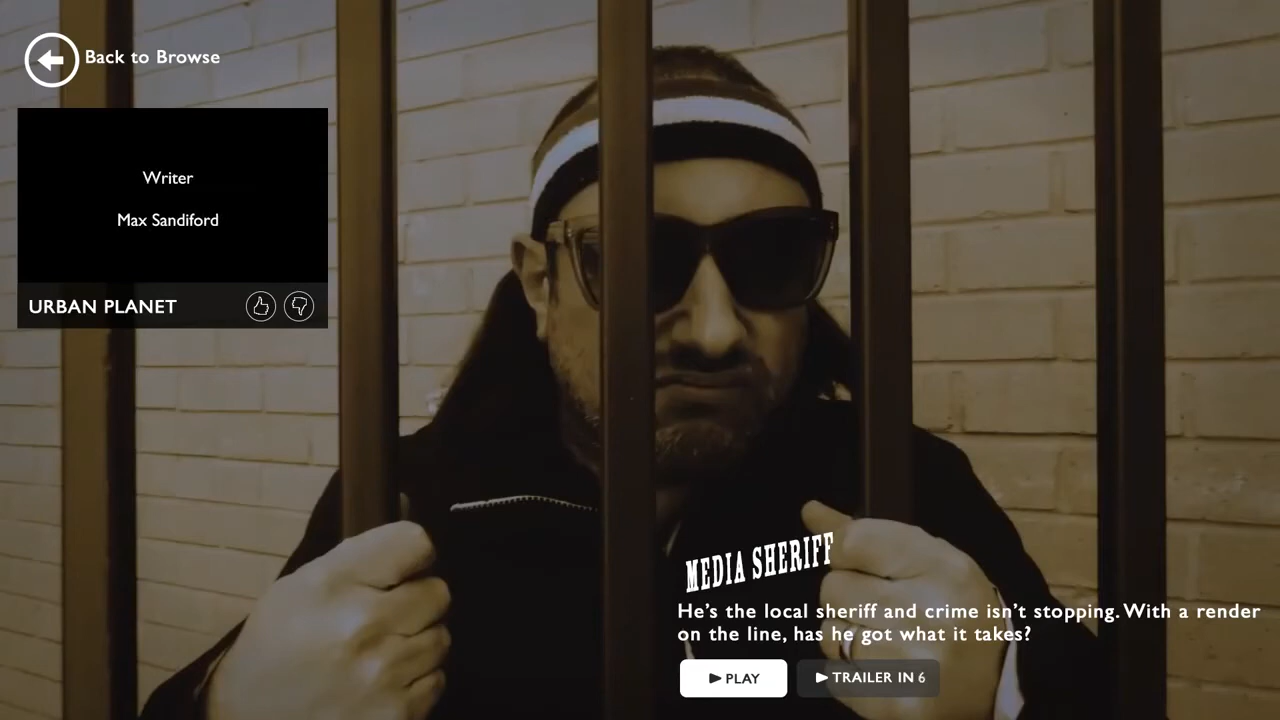 Back to Browse
Writer
Max Sandiford
URBAN PLANET
MEDIA SHERIFF
He's the local sheriff and crime isn't stopping. With a render
on the line, has he got what it takes?
PLAY
TRAILER IN 6